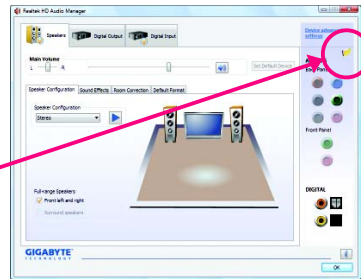 Realtek HD Audio Manager
Speakers
Digital Output
Digital Input
Device advanced settings
Main Volume
L
R
Set Default Device
Speaker Configuration
Sound Effects
Room Correction
Default Format
Speaker Configuration
Stereo
Full-range Speakers
Front left and right
Surround speakers
Back Panel
Front Panel
DIGITAL
GIGABYTE
TECHNOLOGY
OK